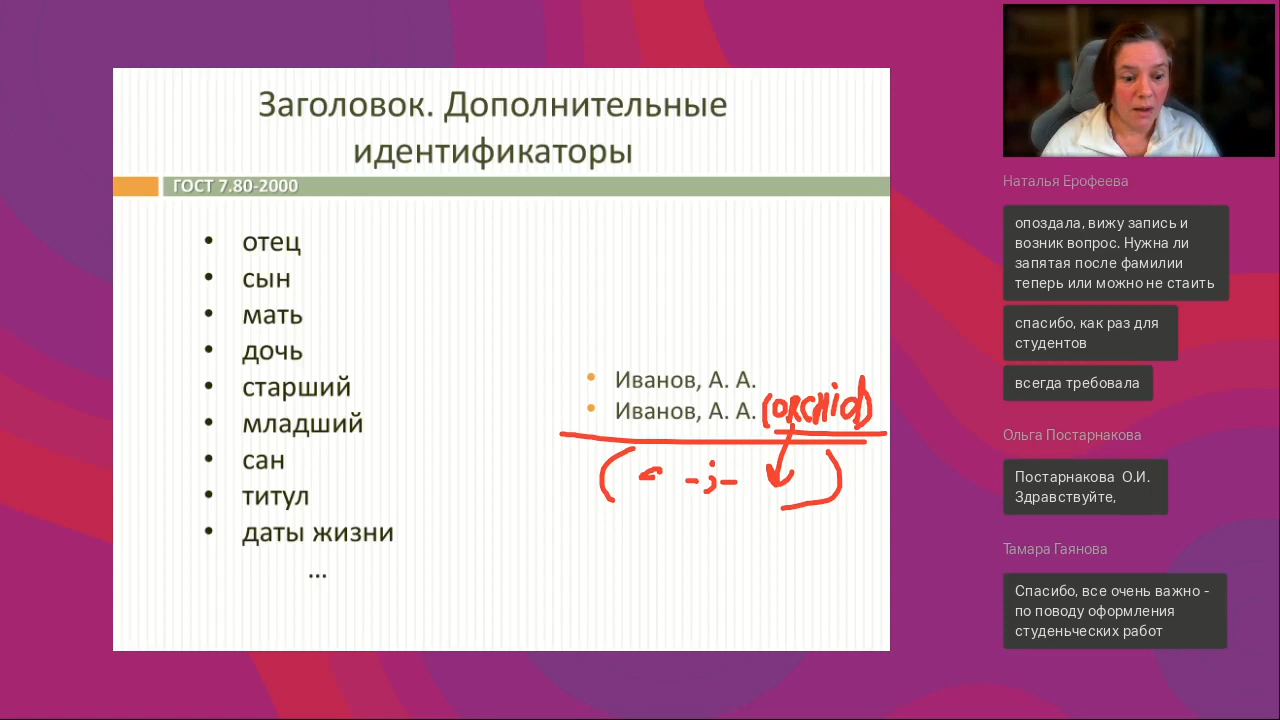 Заголовок. Дополнительные
идентификаторы
ГОСТ 7.80-2000
• отец
• сын
• мать
• дочь
• старший
• младший
• сан
• титул
• даты жизни
...
• Иванов, А. А.
• Иванов, А. А. (orchid)
( - ; - )
Наталья Ерофеева
опоздала, вижу запись и
возник вопрос. Нужна ли
запятая после фамилии
теперь или можно не стаить
спасибо, как раз для
студентов
всегда требовала
Ольга Постарнакова
Постарнакова О.И.
Здравствуйте,
Тамара Гаянова
Спасибо, все очень важно -
по поводу оформления
студеньческих работ